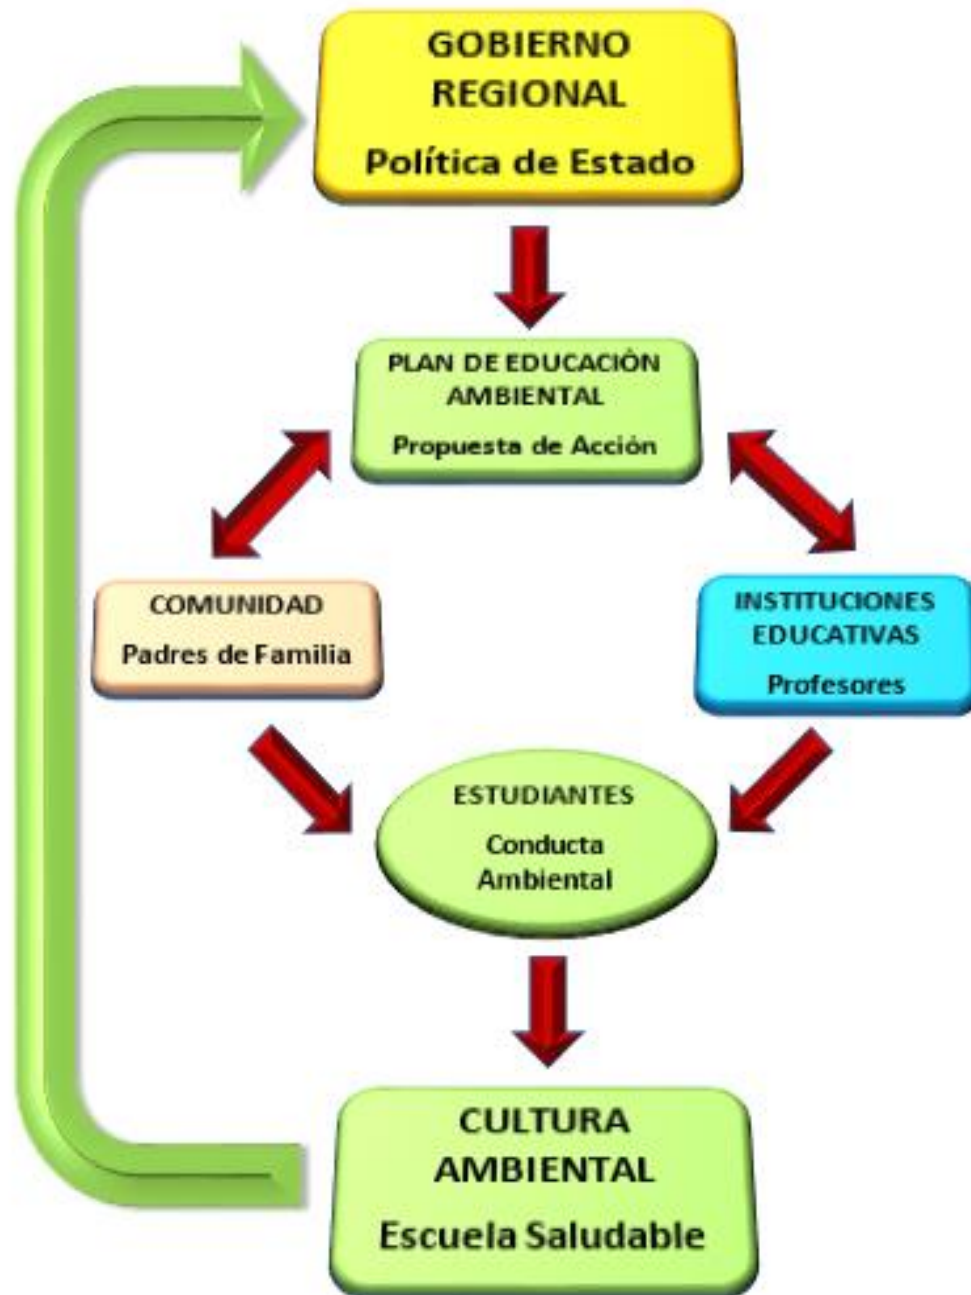 GOBIERNO
REGIONAL
Política de Estado
PLAN DE EDUCACIÓN
AMBIENTAL
Propuesta de Acción
COMUNIDAD
Padres de Familia
INSTITUCIONES
EDUCATIVAS
Profesores
ESTUDIANTES
Conducta
Ambiental
CULTURA
AMBIENTAL
Escuela Saludable